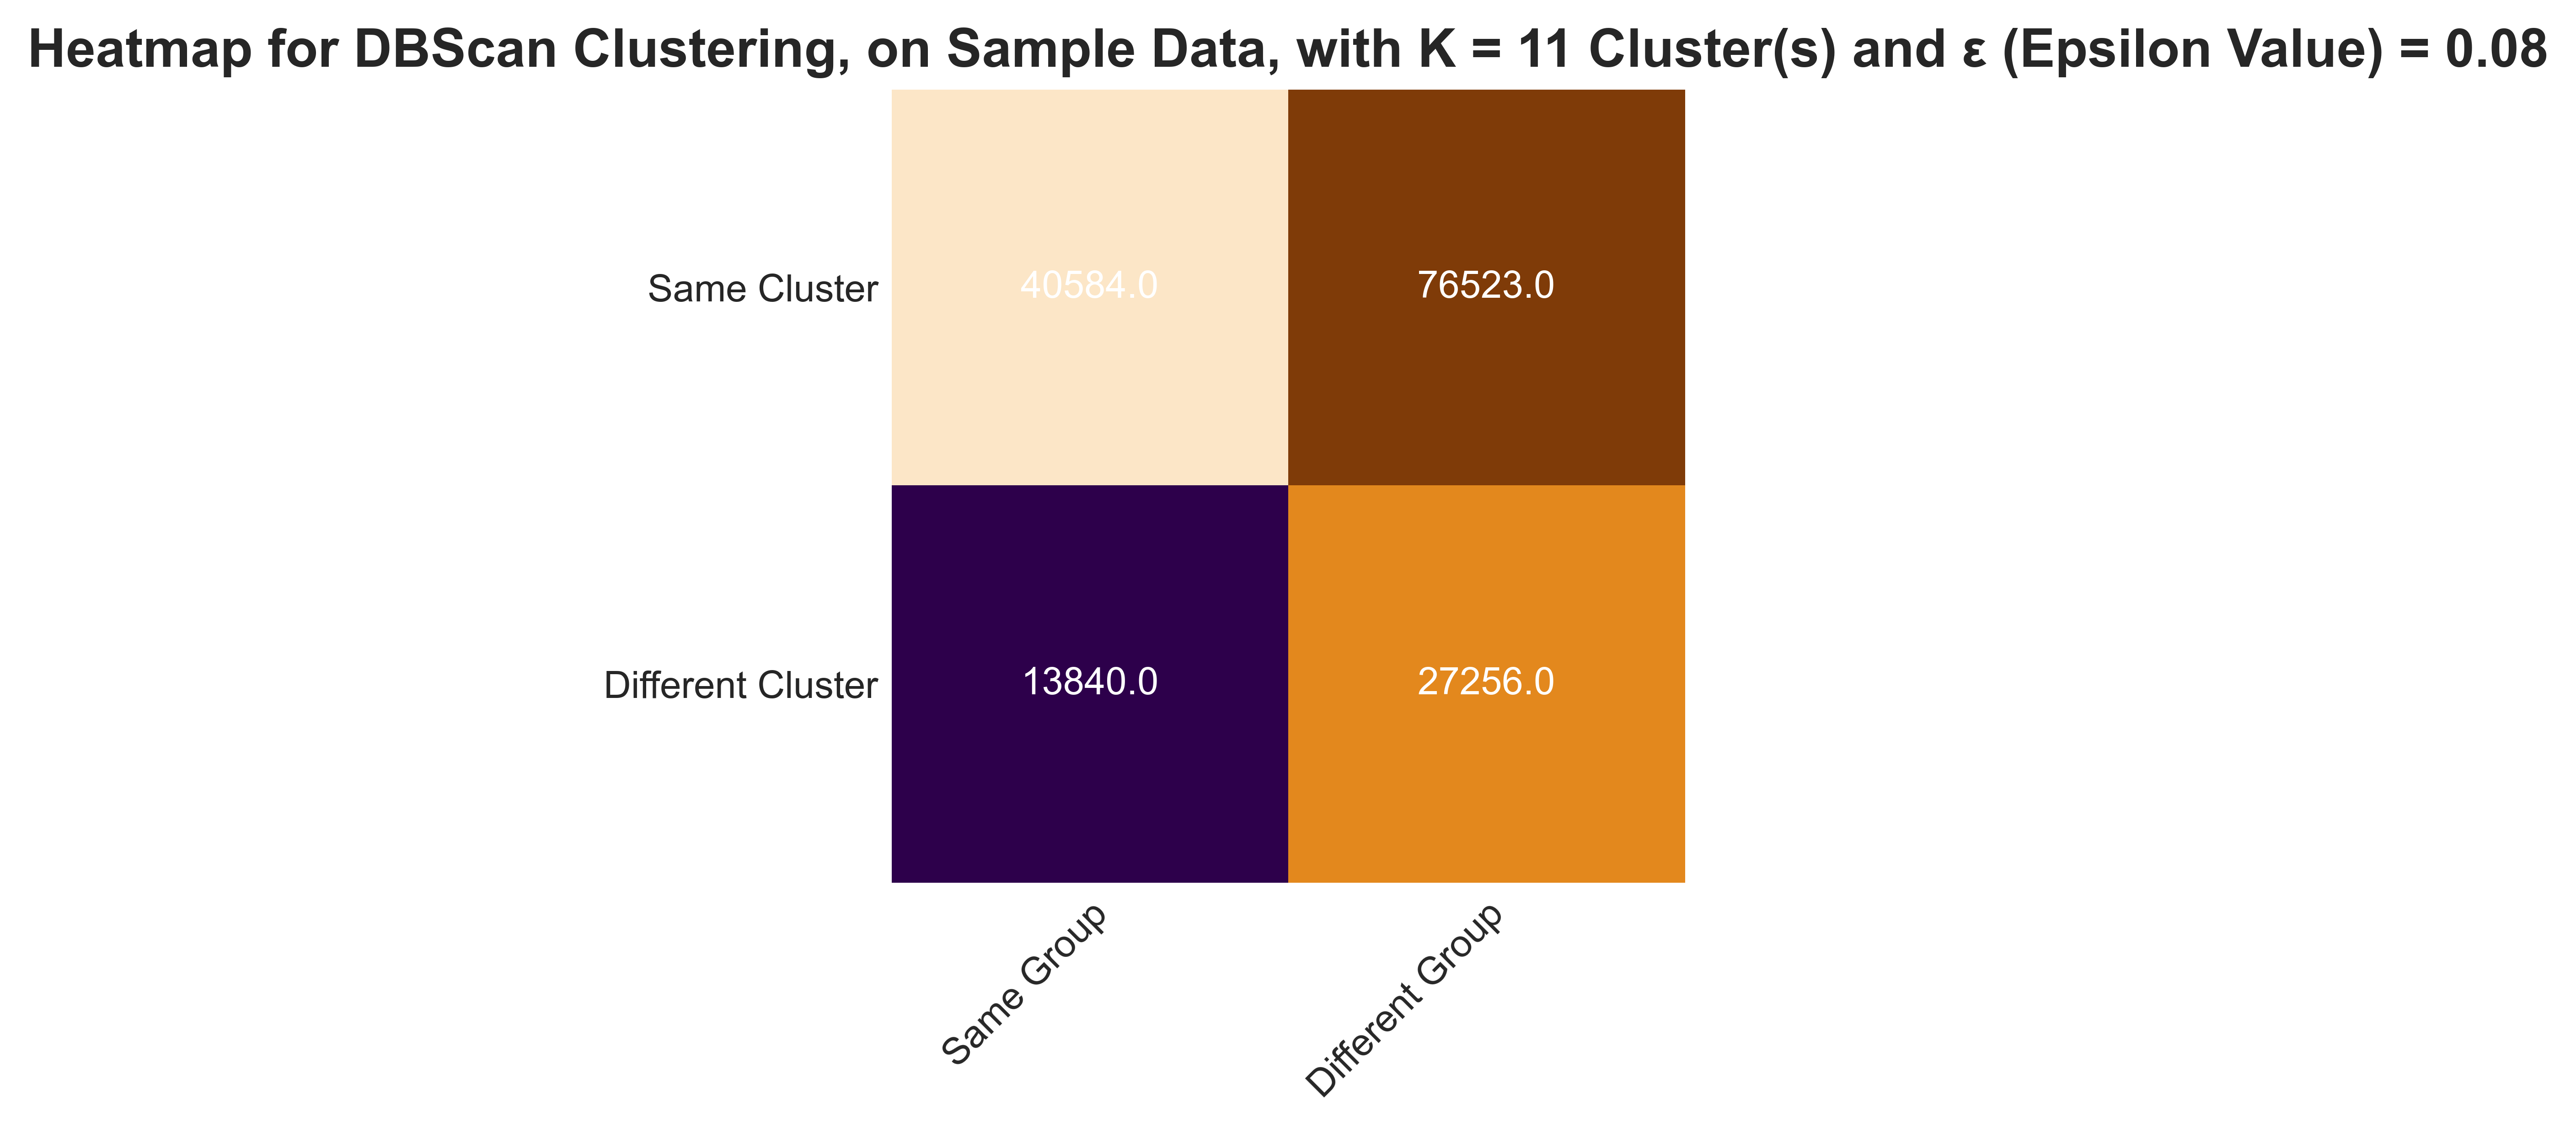 Heatmap for DBScan Clustering, on Sample Data, with K = 11 Cluster(s) and ε (Epsilon Value) = 0.08
Same Cluster
40584.0
76523.0
Different Cluster
13840.0
27256.0
Same Group
Different Group